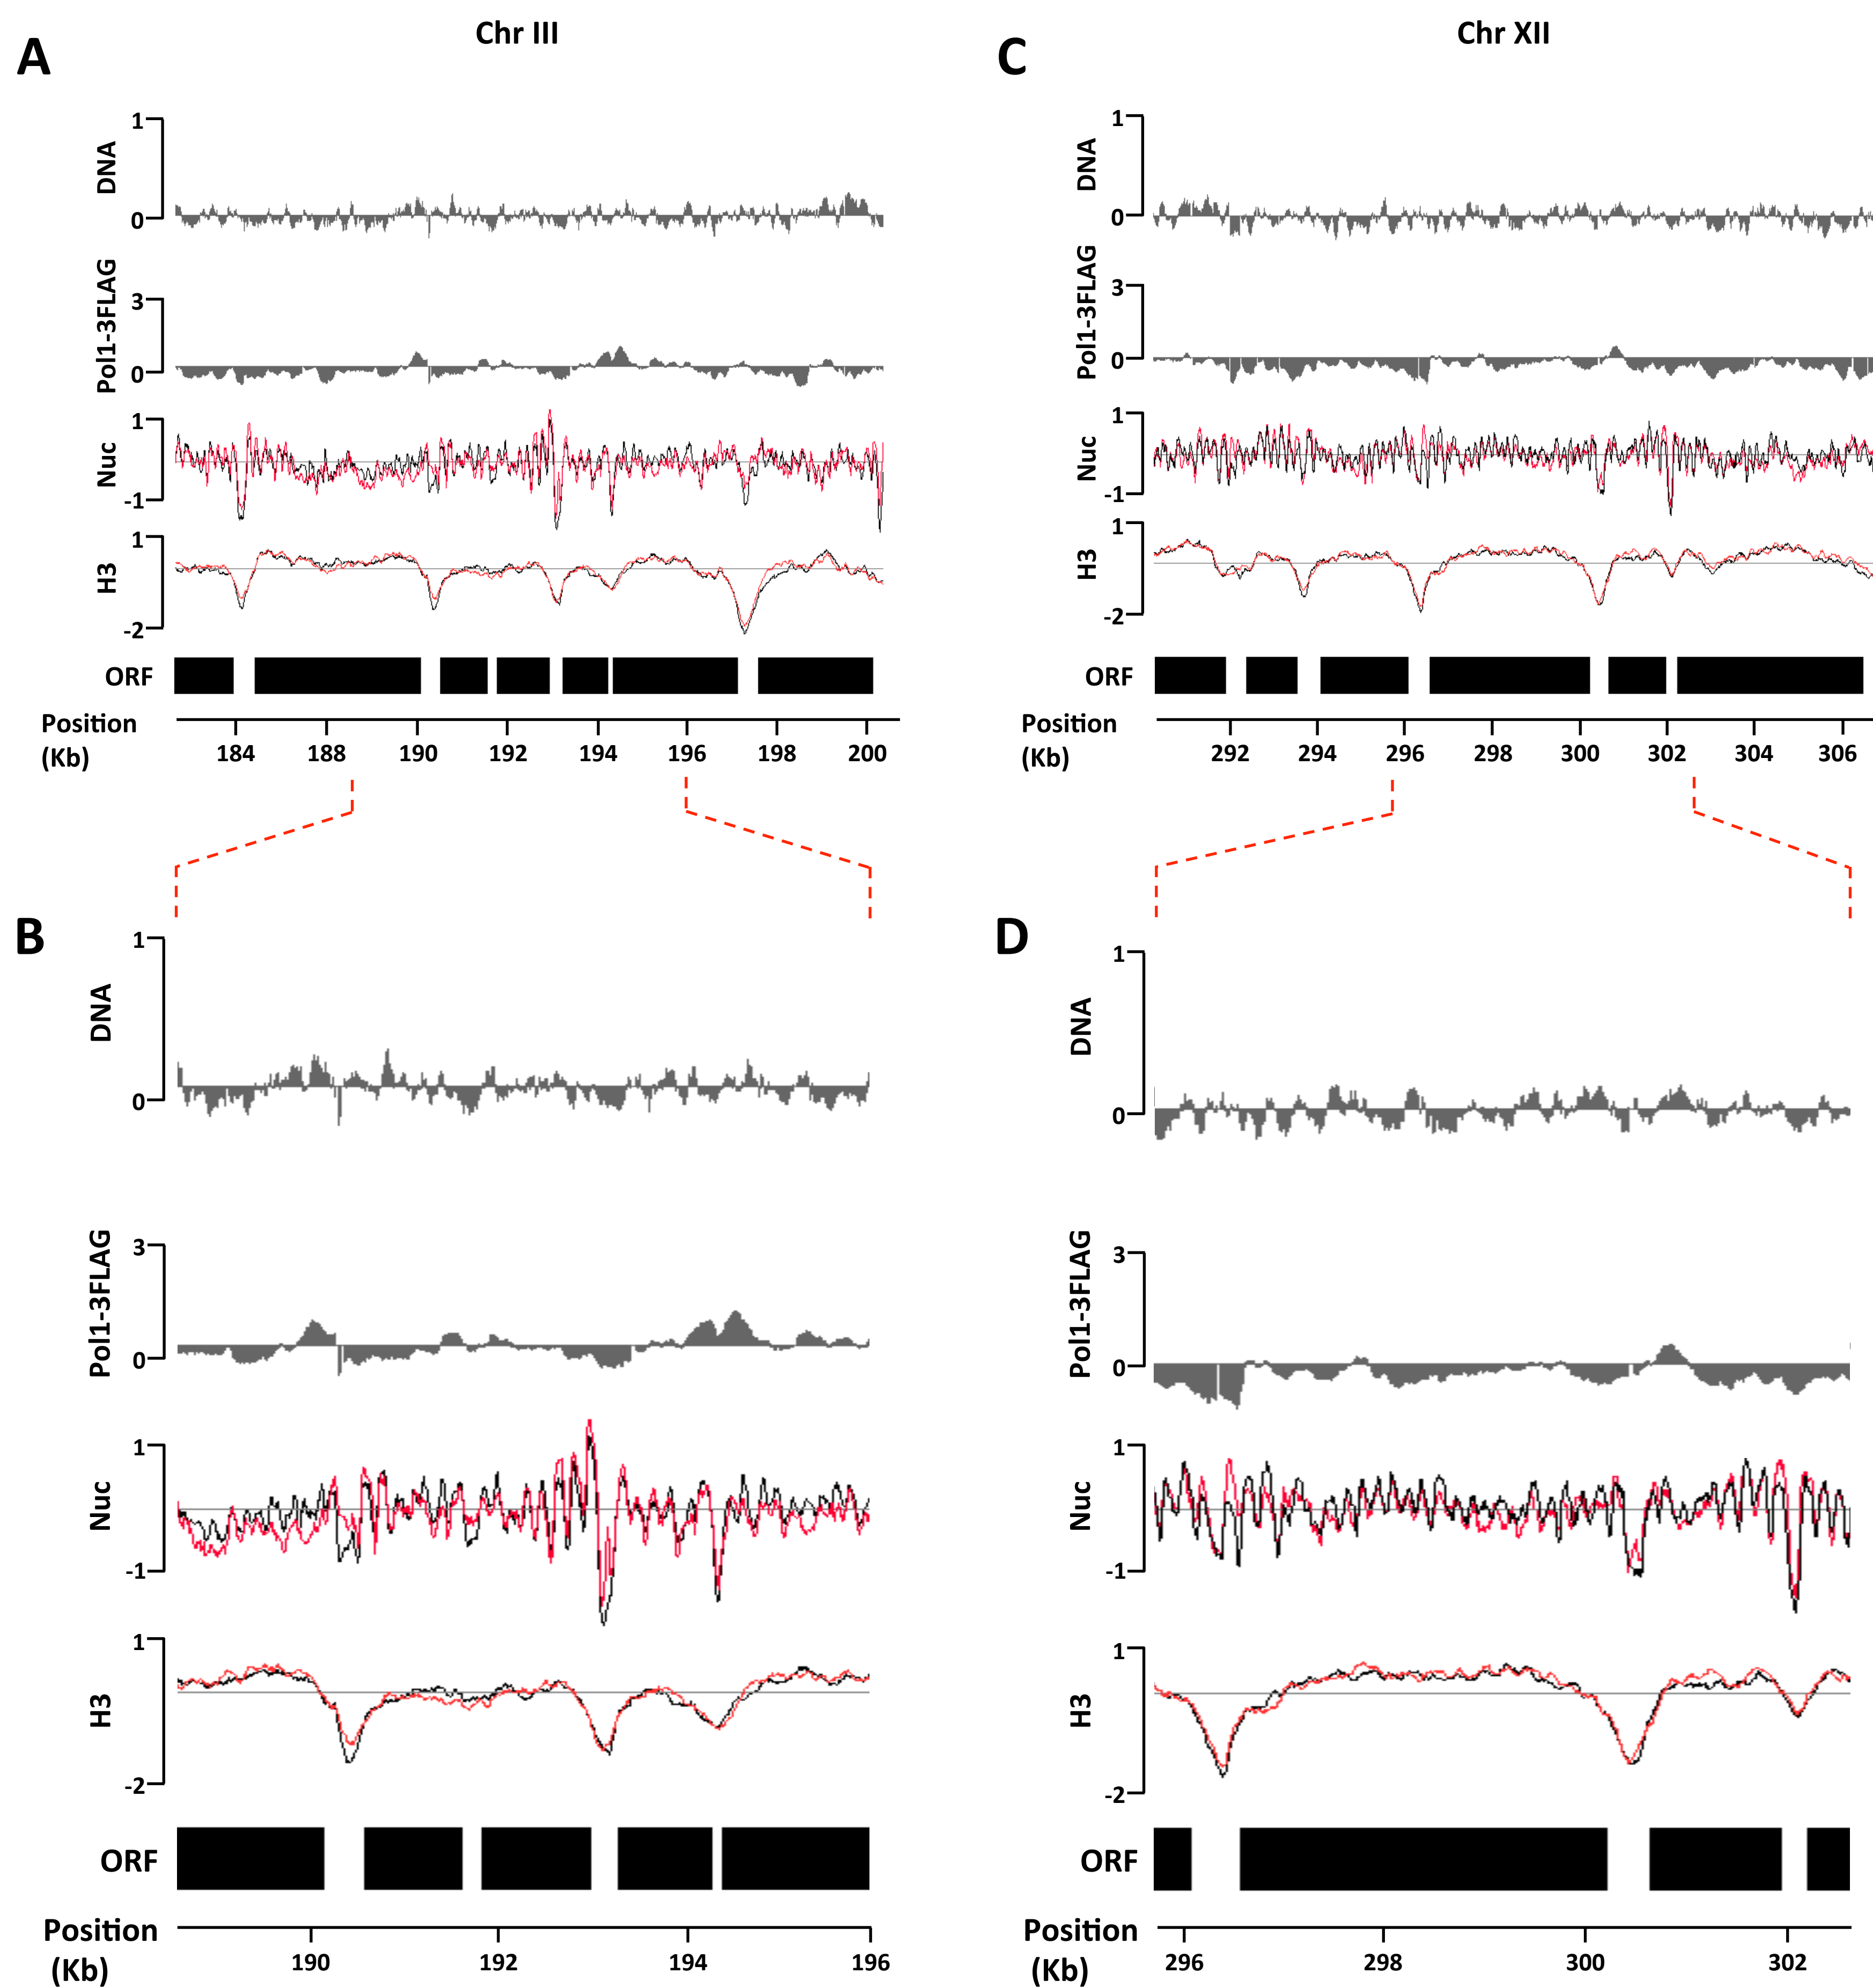 A
Chr III
1
DNA
0
3
Pol1-3FLAG
0
1
Nuc
-1
1
H3
-2
ORF
Position
(Kb)
184 188 190 192 194 196 198 200
C
Chr XII
1
DNA
0
3
Pol1-3FLAG
0
1
Nuc
-1
1
H3
-2
ORF
Position
(Kb)
292 294 296 298 300 302 304 306
B
1
DNA
0
3
Pol1-3FLAG
0
1
Nuc
-1
1
H3
-2
ORF
Position
(Kb)
190 192 194 196
D
1
DNA
0
3
Pol1-3FLAG
0
1
Nuc
-1
1
H3
-2
ORF
Position
(Kb)
296 298 300 302